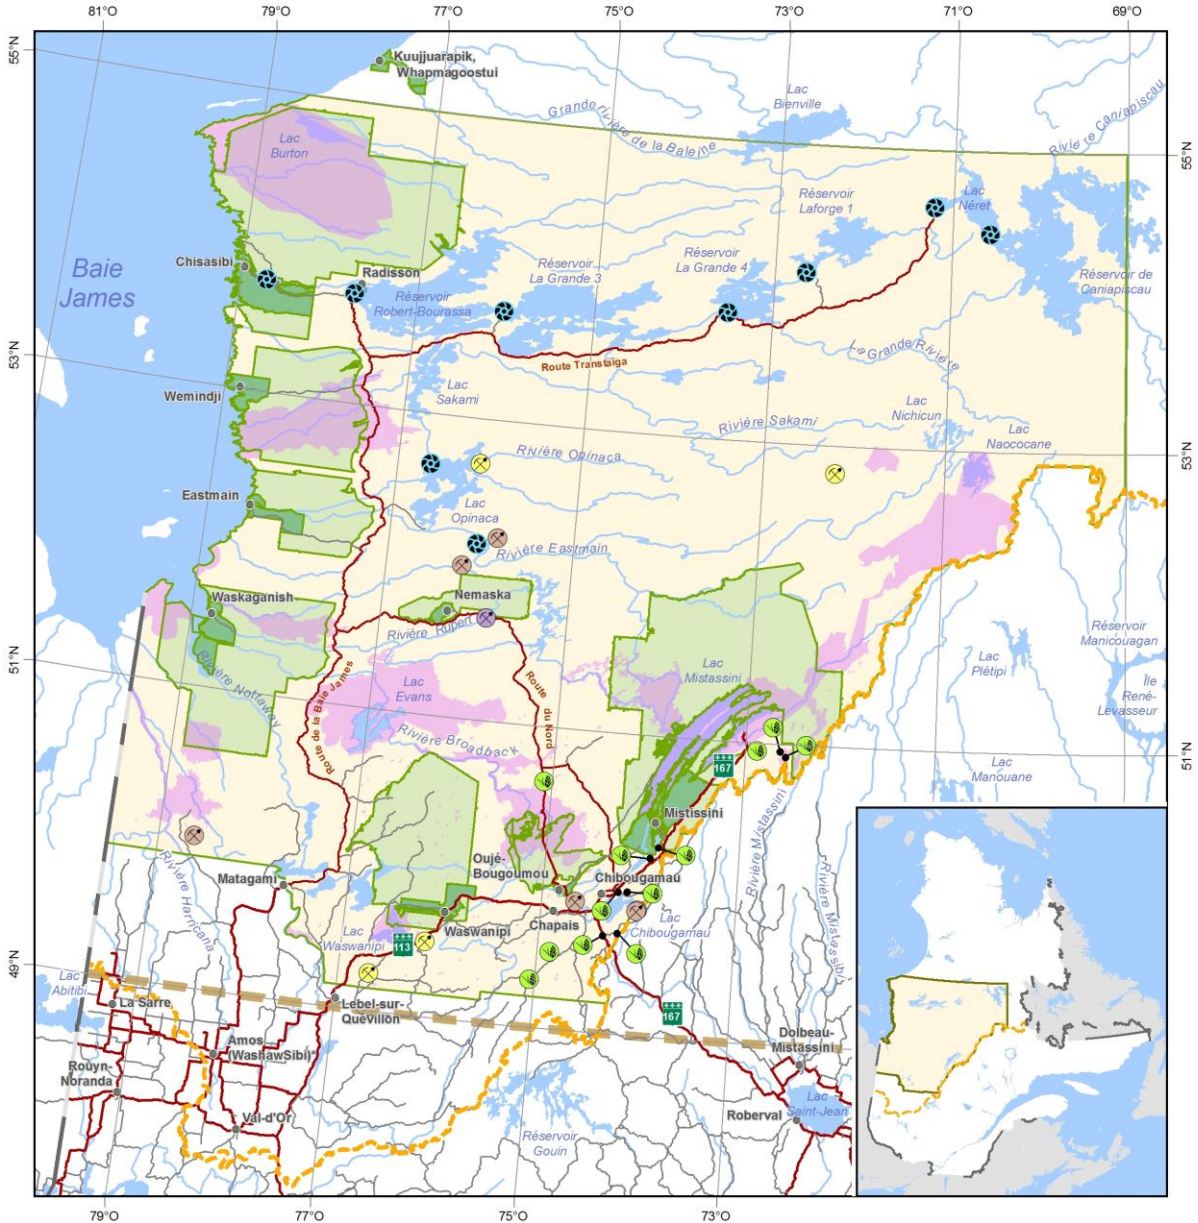 81°O
79°O
77°O
75°O
73°O
71°O
69°O
55°N
Kuujjuarapik,
Whapmagoostui
Lac
Bienville
Grande rivière de la Baleine
Rivière Caniapiscau
55°N
Lac
Burton
Réservoir
Laforge 1
Lac
Néret
Chisasibi
Radisson
Réservoir
La Grande 3
Réservoir
La Grande 4
Baie
James
Réservoir
Robert-Bourassa
Réservoir de
Caniapiscau
53°N
Route Transtaïga
La Grande Rivière
Wemindji
Lac
Sakami
Rivière Sakami
Lac
Nichicun
Lac
Naococane
53°N
Rivière Opinaca
Eastmain
Lac
Opinaca
Rivière Eastmain
Waskaganish
Nemaska
Rivière Rupert
Réservoir
Manicouagan
51°N
Rivière Nottaway
Lac
Evans
Lac
Mistassini
Lac
Plétipi
Île
René-
Levasseur
Route de la Baie James
Route du Nord
Rivière Broadback
167
51°N
Lac
Manouane
Mistissini
Rivière Mistassini
Rivière Mistassibi
Rivière Harricana
Matagami
Oujé-
Bougoumou
Chibougamau
Lac
Waswanipi
113
Waswanipi
Chapais
Lac
Chibougamau
49°N
Lac
Abitibi
La Sarre
Lebel-sur-
Quévillon
167
Amos
(WashawSibi)*
Dolbeau-
Mistassini
Rouyn-
Noranda
Val-d'Or
Réservoir
Gouin
Roberval
Lac
Saint-Jean
79°O
77°O
75°O
73°O